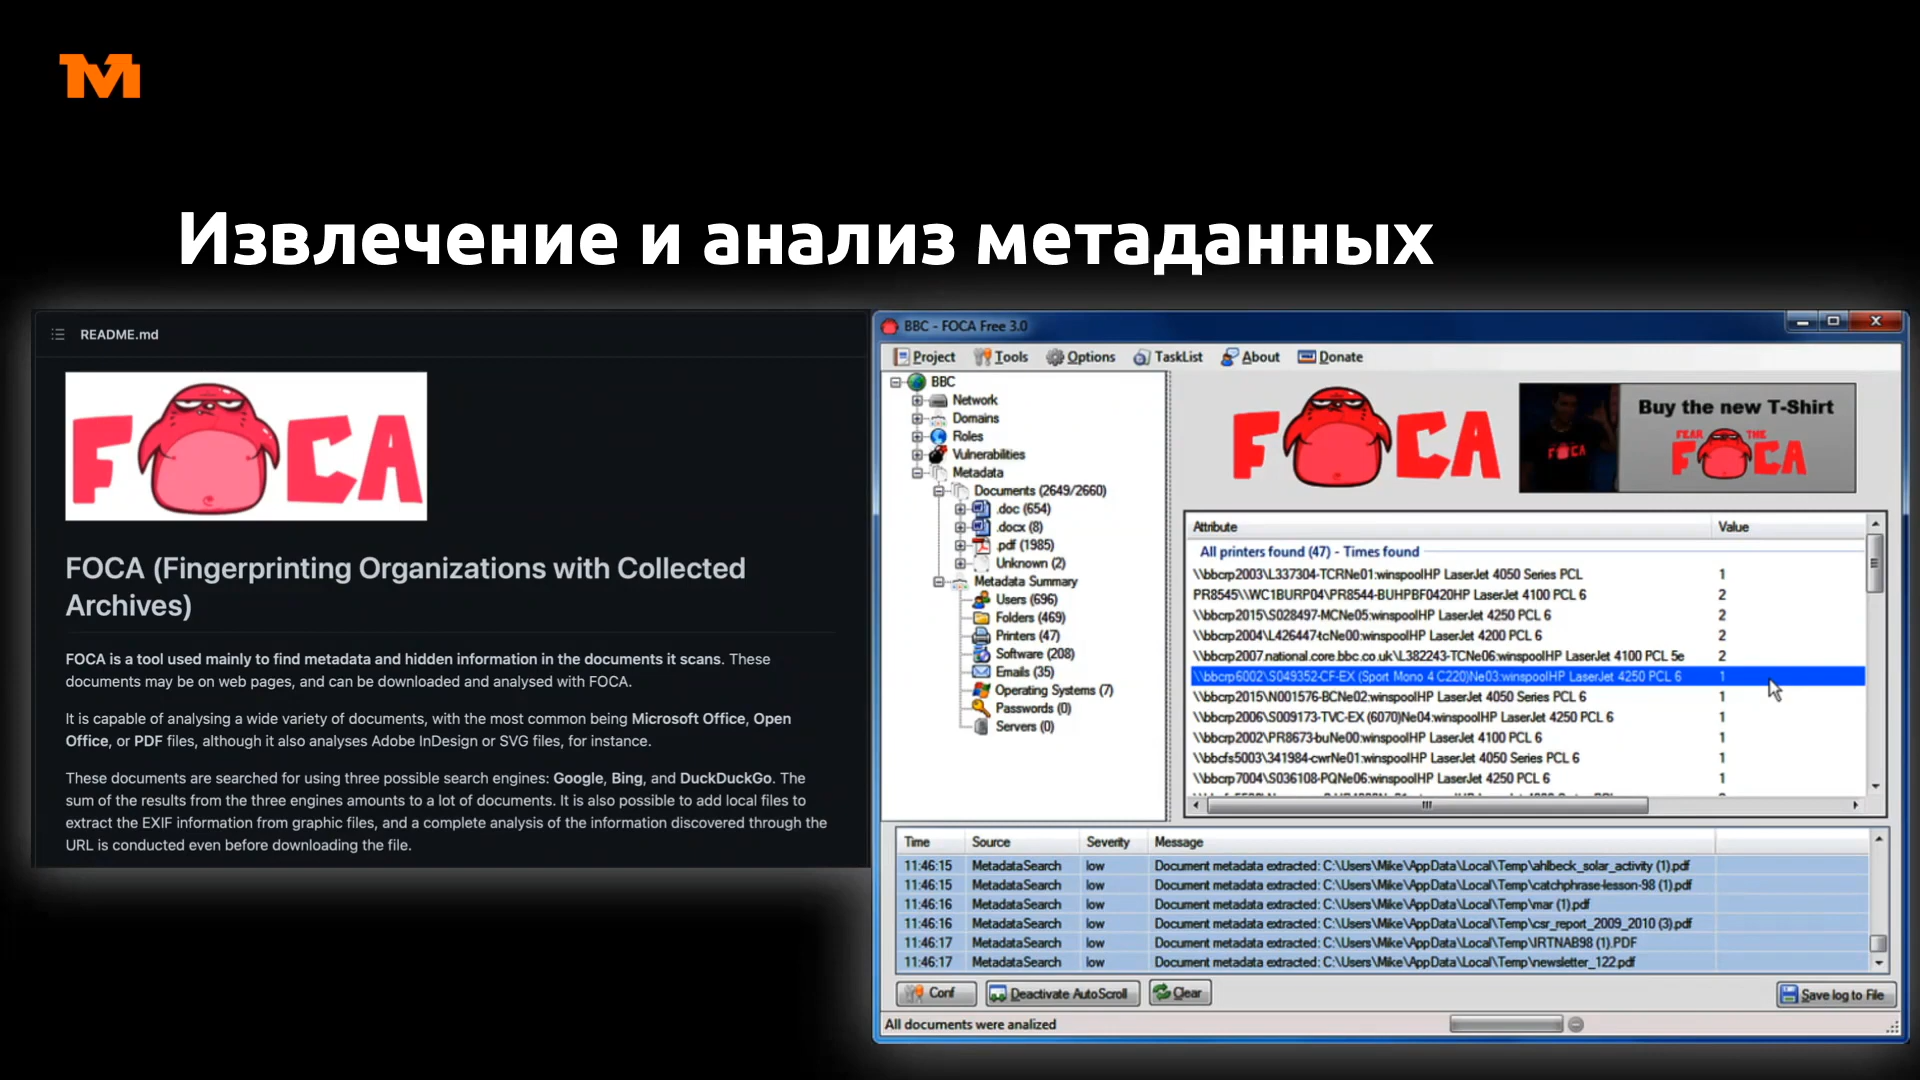 Извлечение и анализ метаданных
README.md
FOCA
FOCA (Fingerprinting Organizations with Collected
Archives)
FOCA is a tool used mainly to find metadata and hidden information in the documents it scans. These
documents may be on web pages, and can be downloaded and analysed with FOCA.
It is capable of analysing a wide variety of documents, with the most common being Microsoft Office, Open
Office, or PDF files, although it also analyses Adobe InDesign or SVG files, for instance.
These documents are searched for using three possible search engines: Google, Bing, and DuckDuckGo. The
sum of the results from the three engines amounts to a lot of documents. It is also possible to add local files to
extract the EXIF information from graphic files, and a complete analysis of the information discovered through the
URL is conducted even before downloading the file.
BBC - FOCA Free 3.0
Project Tools Options TaskList About Donate
BBC
Network
Domains
Roles
Vulnerabilities
Metadata
Documents (2649/2660)
.doc (654)
.docx (8)
.pdf (1985)
Unknown (2)
Metadata Summary
Users (696)
Folders (469)
Printers (47)
Software (208)
Emails (35)
Operating Systems (7)
Passwords (0)
Servers (0)
FOCA
FOCA
Buy the new T-Shirt
FEAR THE
FOCA
Attribute Value
All printers found (47) - Times found
\\bbcrp2003\L337304-TCRNe01:winspoolHP LaserJet 4050 Series PCL 1
PR8545\\WC1BURP04\PR8544-BUHPBF0420HP LaserJet 4100 PCL 6 2
\\bbcrp2015\S028497-MCNe05:winspoolHP LaserJet 4250 PCL 6 2
\\bbcrp2004\L426447-tcNe00:winspoolHP LaserJet 4200 PCL 6 2
\\bbcrp2007.national.core.bbc.co.uk\L382243-TCNe06:winspoolHP LaserJet 4100 PCL 5e 2
\\bbcrp6002\S049352-CF-EX (Sport Mono 4 C220)Ne03:winspoolHP LaserJet 4250 PCL 6 1
\\bbcrp2015\N001576-BCNe02:winspoolHP LaserJet 4050 Series PCL 6 1
\\bbcrp2006\S009173-TVC-EX (6070)Ne04:winspoolHP LaserJet 4250 PCL 6 1
\\bbcrp2002\PR8673-buNe00:winspoolHP LaserJet 4100 PCL 6 1
\\bbcfs5003\341984-cwrNe01:winspoolHP LaserJet 4050 Series PCL 6 1
\\bbcrp7004\S036108-PQNe06:winspoolHP LaserJet 4250 PCL 6 1
Time Source Severity Message
11:46:15 MetadataSearch low Document metadata extracted: C:\Users\Mike\AppData\Local\Temp\ahlbeck_solar_activity (1).pdf
11:46:15 MetadataSearch low Document metadata extracted: C:\Users\Mike\AppData\Local\Temp\catchphrase-lesson-98 (1).pdf
11:46:16 MetadataSearch low Document metadata extracted: C:\Users\Mike\AppData\Local\Temp\mar (1).pdf
11:46:16 MetadataSearch low Document metadata extracted: C:\Users\Mike\AppData\Local\Temp\csr_report_2009_2010 (3).pdf
11:46:17 MetadataSearch low Document metadata extracted: C:\Users\Mike\AppData\Local\Temp\IRTNAB98 (1).PDF
11:46:17 MetadataSearch low Document metadata extracted: C:\Users\Mike\AppData\Local\Temp\newsletter_122.pdf
Conf Deactivate AutoScroll Clear Save log to File
All documents were analized